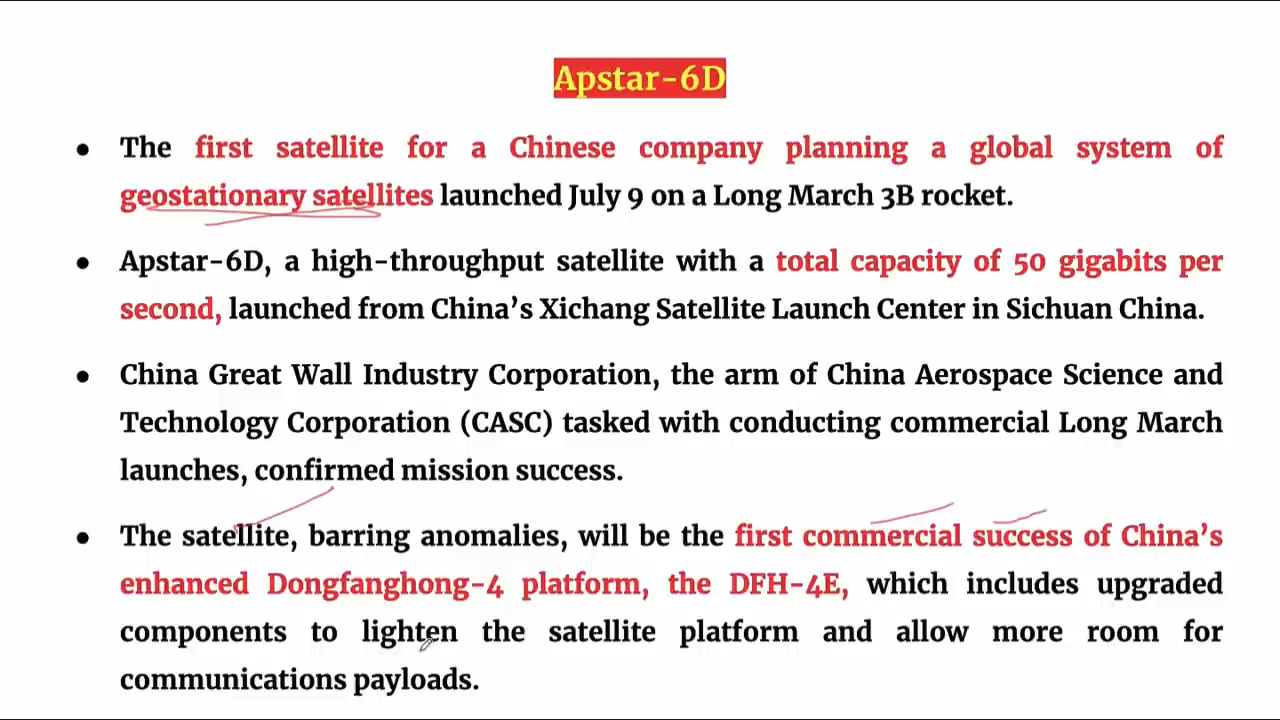 Apstar-6D
● The first satellite for a Chinese company planning a global system of
geostationary satellites launched July 9 on a Long March 3B rocket.
● Apstar-6D, a high-throughput satellite with a total capacity of 50 gigabits per
second, launched from China's Xichang Satellite Launch Center in Sichuan China.
● China Great Wall Industry Corporation, the arm of China Aerospace Science and
Technology Corporation (CASC) tasked with conducting commercial Long March
launches, confirmed mission success.
● The satellite, barring anomalies, will be the first commercial success of China's
enhanced Dongfanghong-4 platform, the DFH-4E, which includes upgraded
components to lighten the satellite platform and allow more room for
communications payloads.